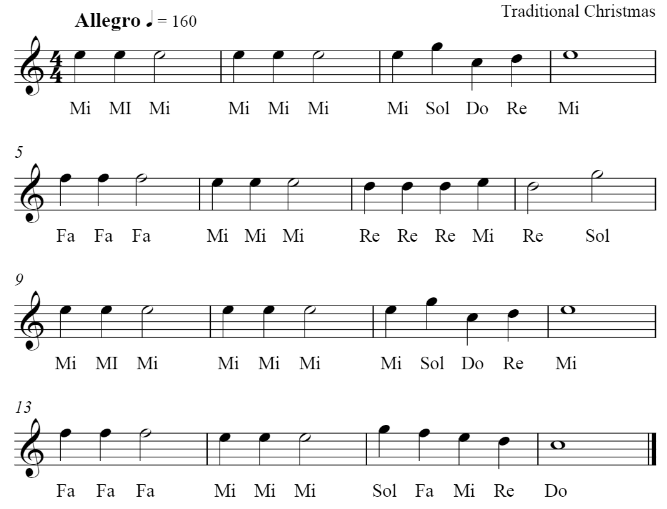 Traditional Christmas
Allegro ♩ = 160
4
4
Mi MI Mi Mi Mi Mi Mi Sol Do Re Mi
5
Fa Fa Fa Mi Mi Mi Re Re Re Mi Re Sol
9
Mi MI Mi Mi Mi Mi Mi Sol Do Re Mi
13
Fa Fa Fa Mi Mi Mi Sol Fa Mi Re Do